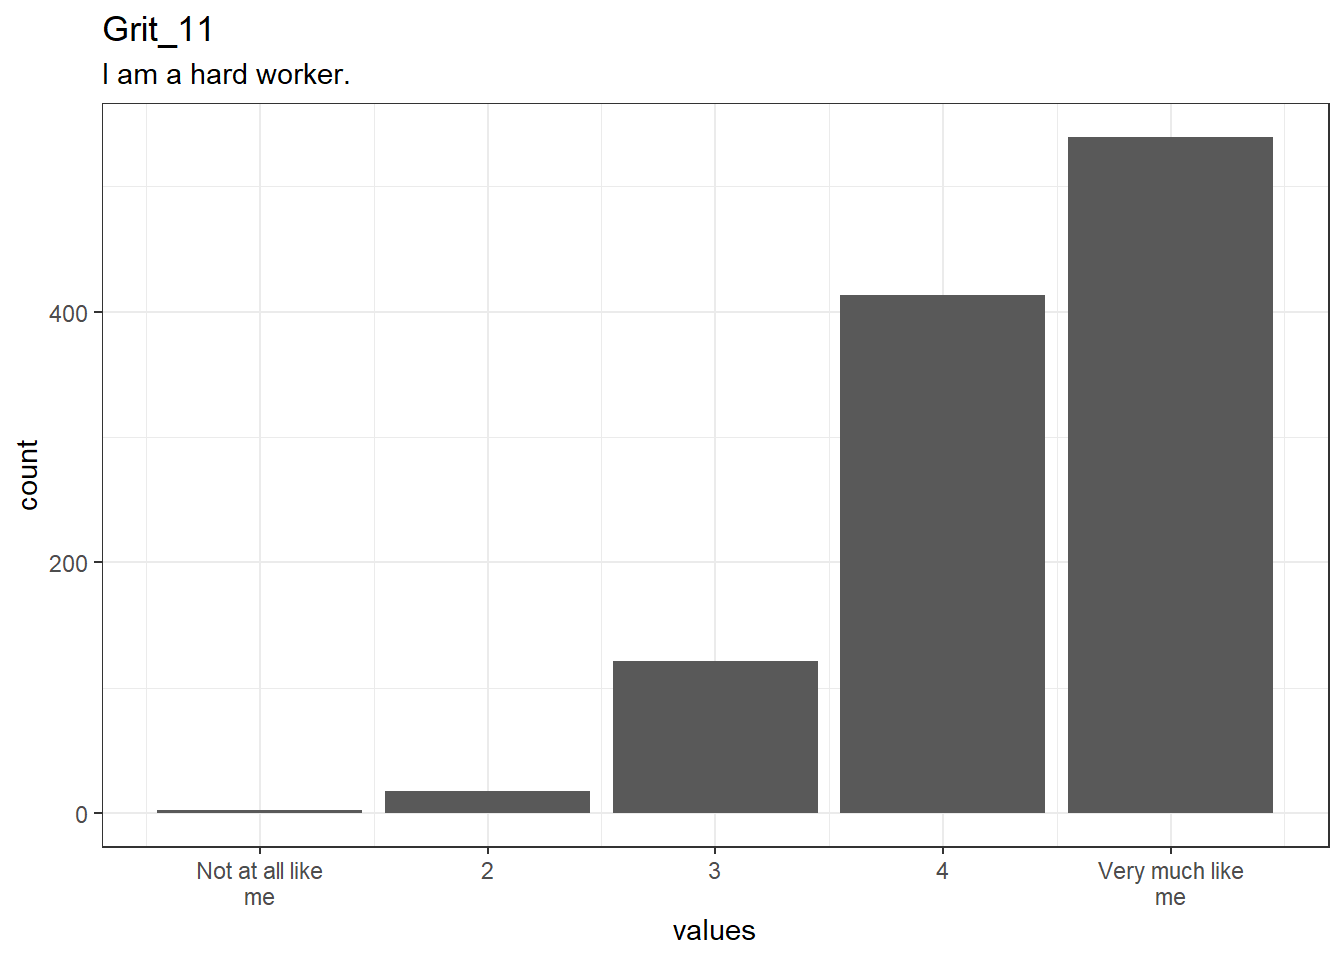 Grit_11
I am a hard worker.
count
400
200
0
Not at all like
me
2
3
4
Very much like
me
values